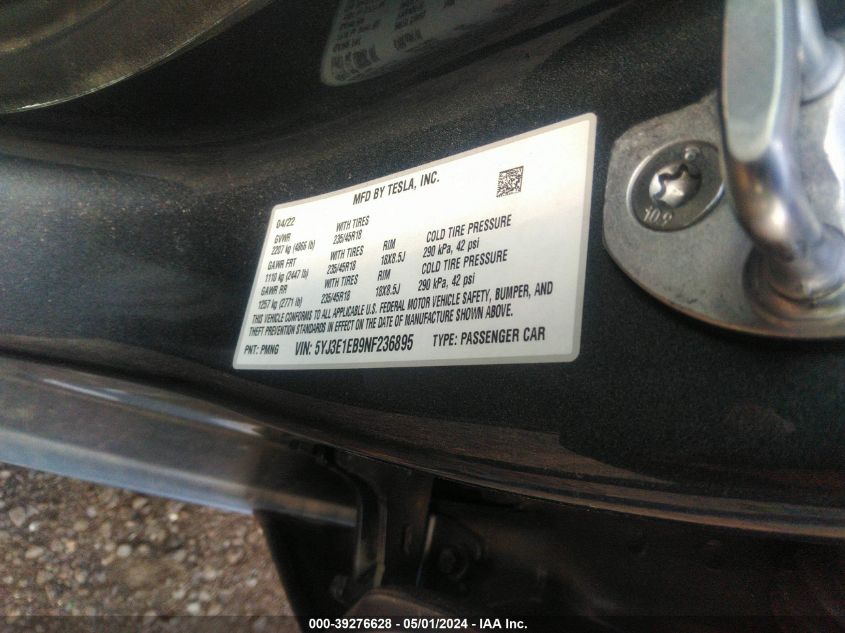 MFD BY TESLA, INC.
04/22
GVWR WITH TIRES
2207 kg (4866 lb) 235/45R18 RIM COLD TIRE PRESSURE
GAWR FRT WITH TIRES 18X8.5J 290 kPa, 42 psi
1110 kg (2447 lb) 235/45R18 RIM COLD TIRE PRESSURE
GAWR RR WITH TIRES 18X8.5J 290 kPa, 42 psi
1257 kg (2771 lb) 235/45R18
THIS VEHICLE CONFORMS TO ALL APPLICABLE U.S. FEDERAL MOTOR VEHICLE SAFETY, BUMPER, AND
THEFT PREVENTION STANDARDS IN EFFECT ON THE DATE OF MANUFACTURE SHOWN ABOVE.
PNT: PMNG VIN: 5YJ3E1EB9NF236895 TYPE: PASSENGER CAR
000-39276628 - 05/01/2024 - IAA Inc.